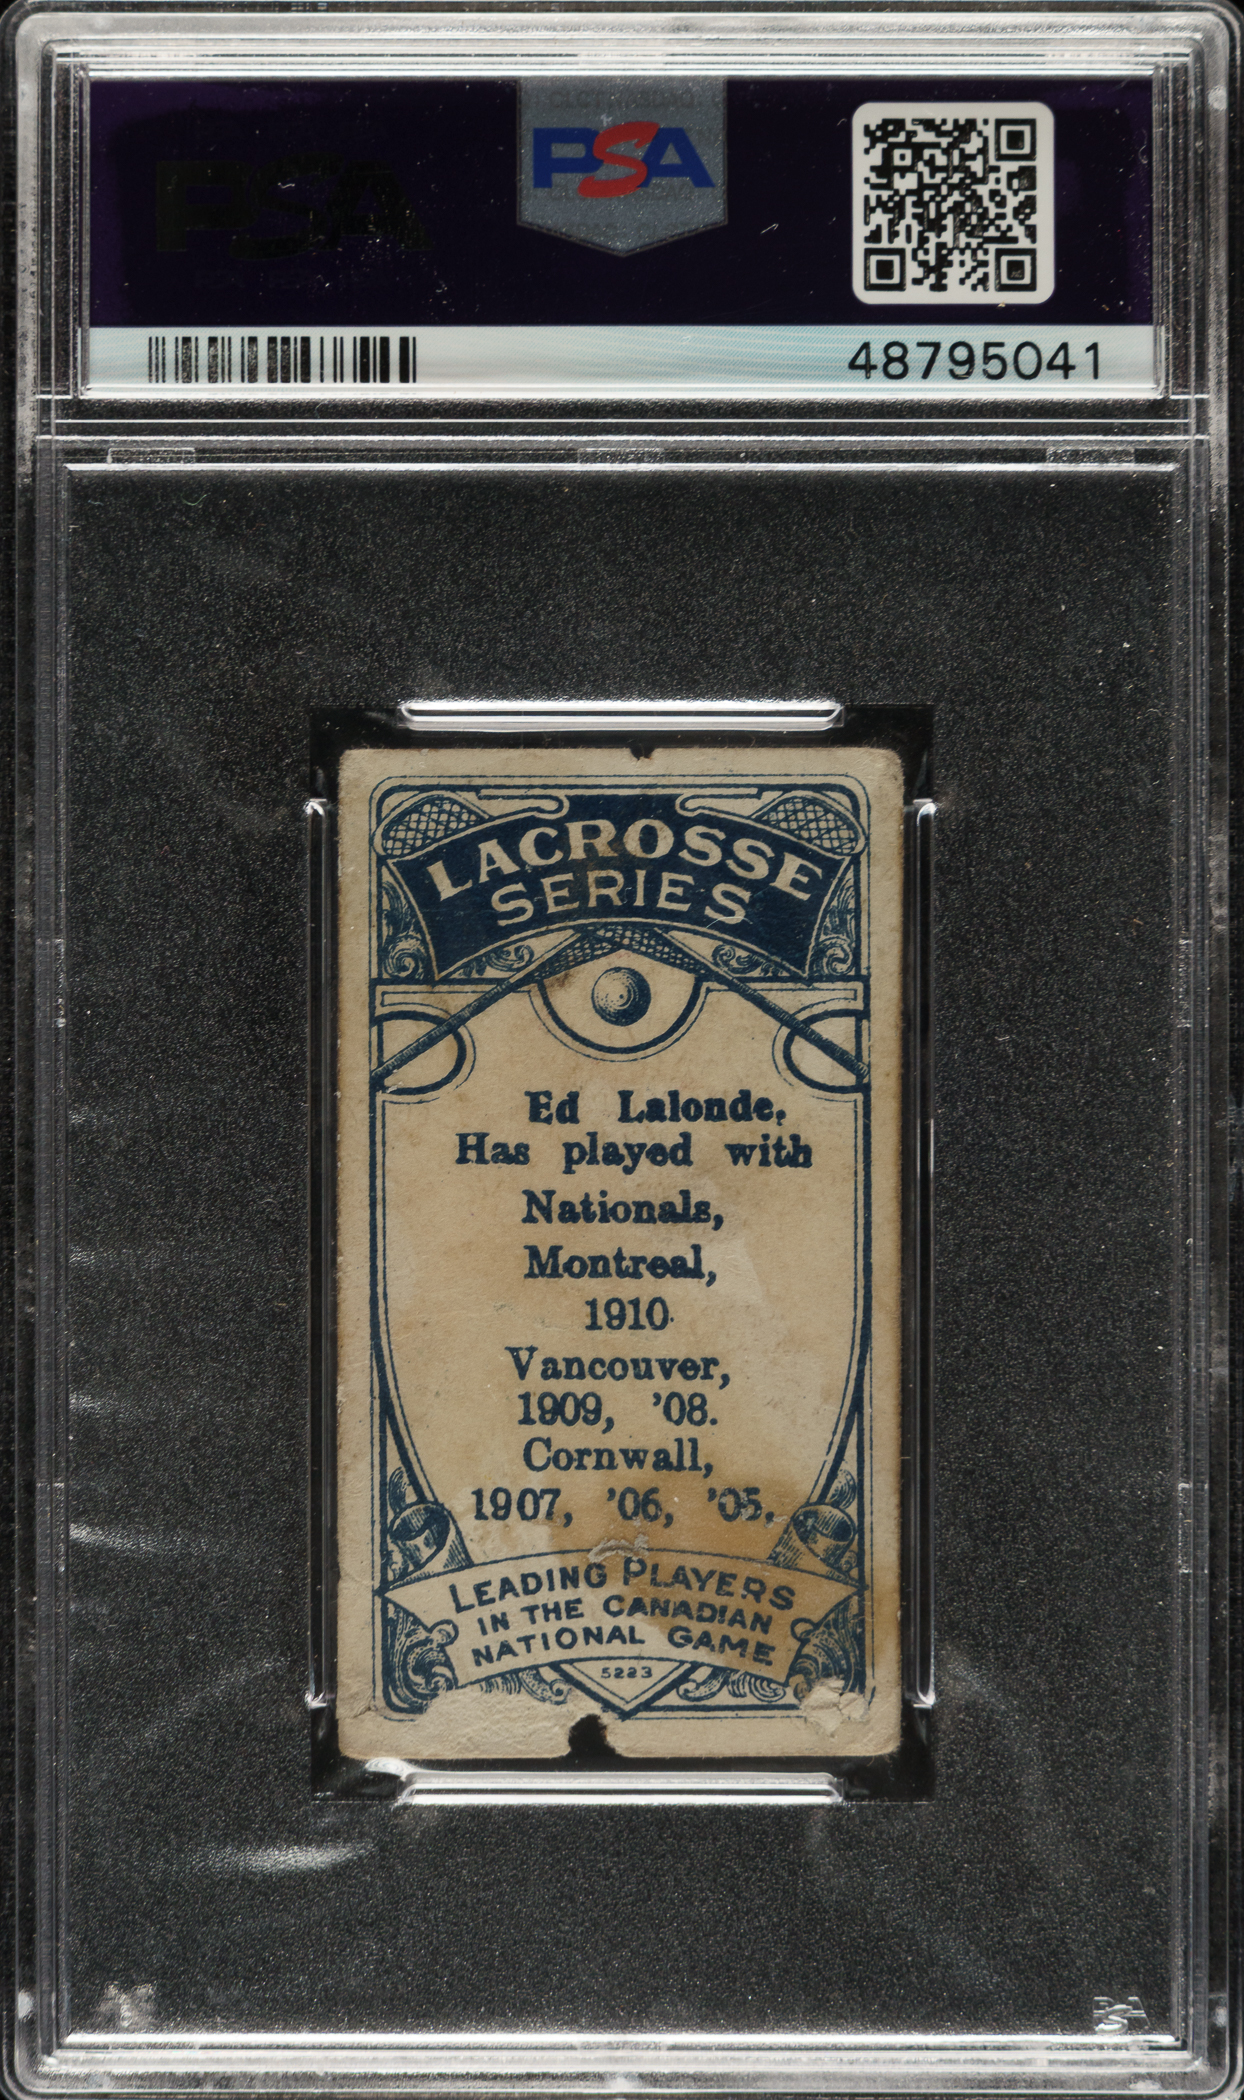 PSA
48795041
LACROSSE
SERIES
Ed Lalonde,
Has played with
Nationals,
Montreal,
1910.
Vancouver,
1909, '08.
Cornwall,
1907, '06, '05.
LEADING PLAYERS
IN THE CANADIAN
NATIONAL GAME
5223
PSA